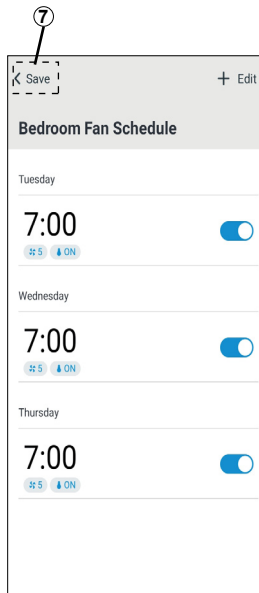 7
Save + Edit
Bedroom Fan Schedule
Tuesday
7:00
5 ON
Wednesday
7:00
5 ON
Thursday
7:00
5 ON